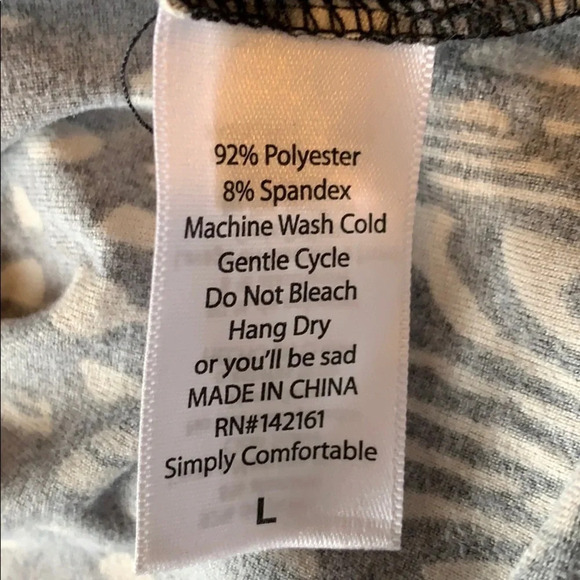 92% Polyester
8% Spandex
Machine Wash Cold
Gentle Cycle
Do Not Bleach
Hang Dry
or you'll be sad
MADE IN CHINA
RN#142161
Simply Comfortable
L